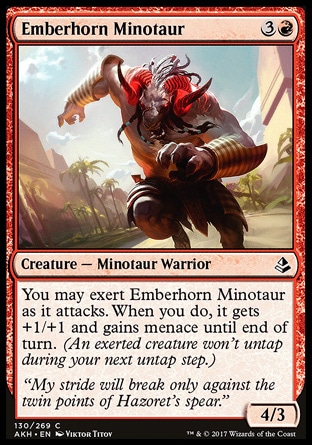 Emberhorn Minotaur 3
Creature — Minotaur Warrior
You may exert Emberhorn Minotaur
as it attacks. When you do, it gets
+1/+1 and gains menace until end of
turn. (An exerted creature won't untap
during your next untap step.)
"My stride will break only against the
twin points of Hazoret's spear."
4/3
130/269 C
AKH • EN Viktor Titov
™ & © 2017 Wizards of the Coast